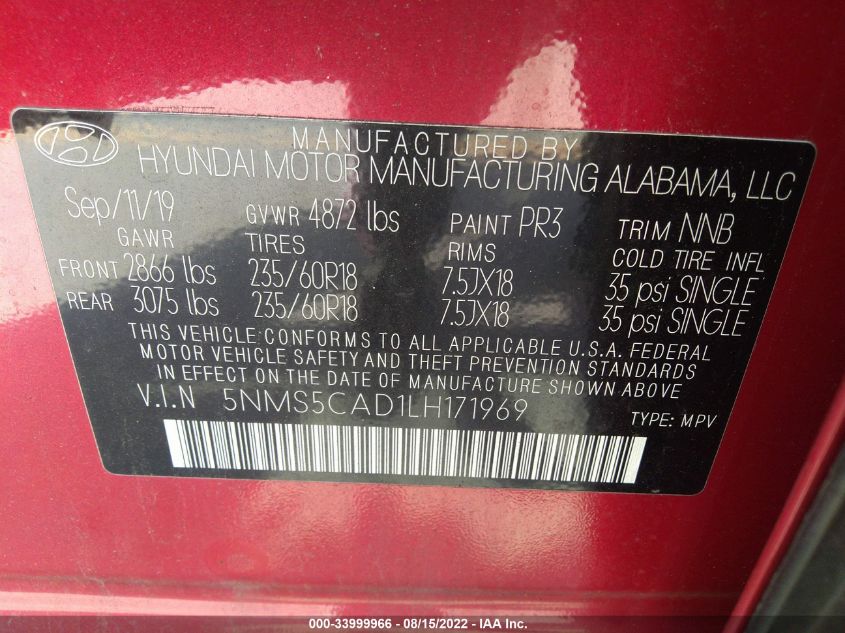 MANUFACTURED BY
HYUNDAI MOTOR MANUFACTURING ALABAMA, LLC
Sep/11/19 GVWR 4872 lbs PAINT PR3 TRIM NNB
GAWR TIRES RIMS COLD TIRE INFL
FRONT 2866 lbs 235/60R18 7.5JX18 35 psi SINGLE
REAR 3075 lbs 235/60R18 7.5JX18 35 psi SINGLE
THIS VEHICLE CONFORMS TO ALL APPLICABLE U.S.A. FEDERAL
MOTOR VEHICLE SAFETY AND THEFT PREVENTION STANDARDS
IN EFFECT ON THE DATE OF MANUFACTURE SHOWN ABOVE
V.I.N 5NMS5CAD1LH171969 TYPE: MPV
000-33999966 - 08/15/2022 - IAA Inc.